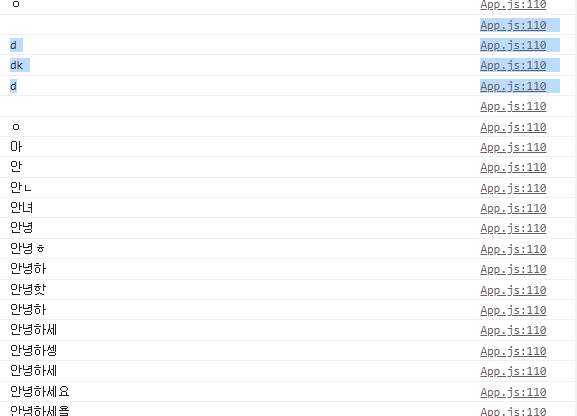 ㅇ App.js:110
App.js:110
d App.js:110
dk App.js:110
d App.js:110
App.js:110
ㅇ App.js:110
아 App.js:110
안 App.js:110
안ㄴ App.js:110
안녀 App.js:110
안녕 App.js:110
안녕ㅎ App.js:110
안녕하 App.js:110
안녕핫 App.js:110
안녕하 App.js:110
안녕하세 App.js:110
안녕하셍 App.js:110
안녕하세 App.js:110
안녕하세요 App.js:110
안녕하세욤 App.js:110